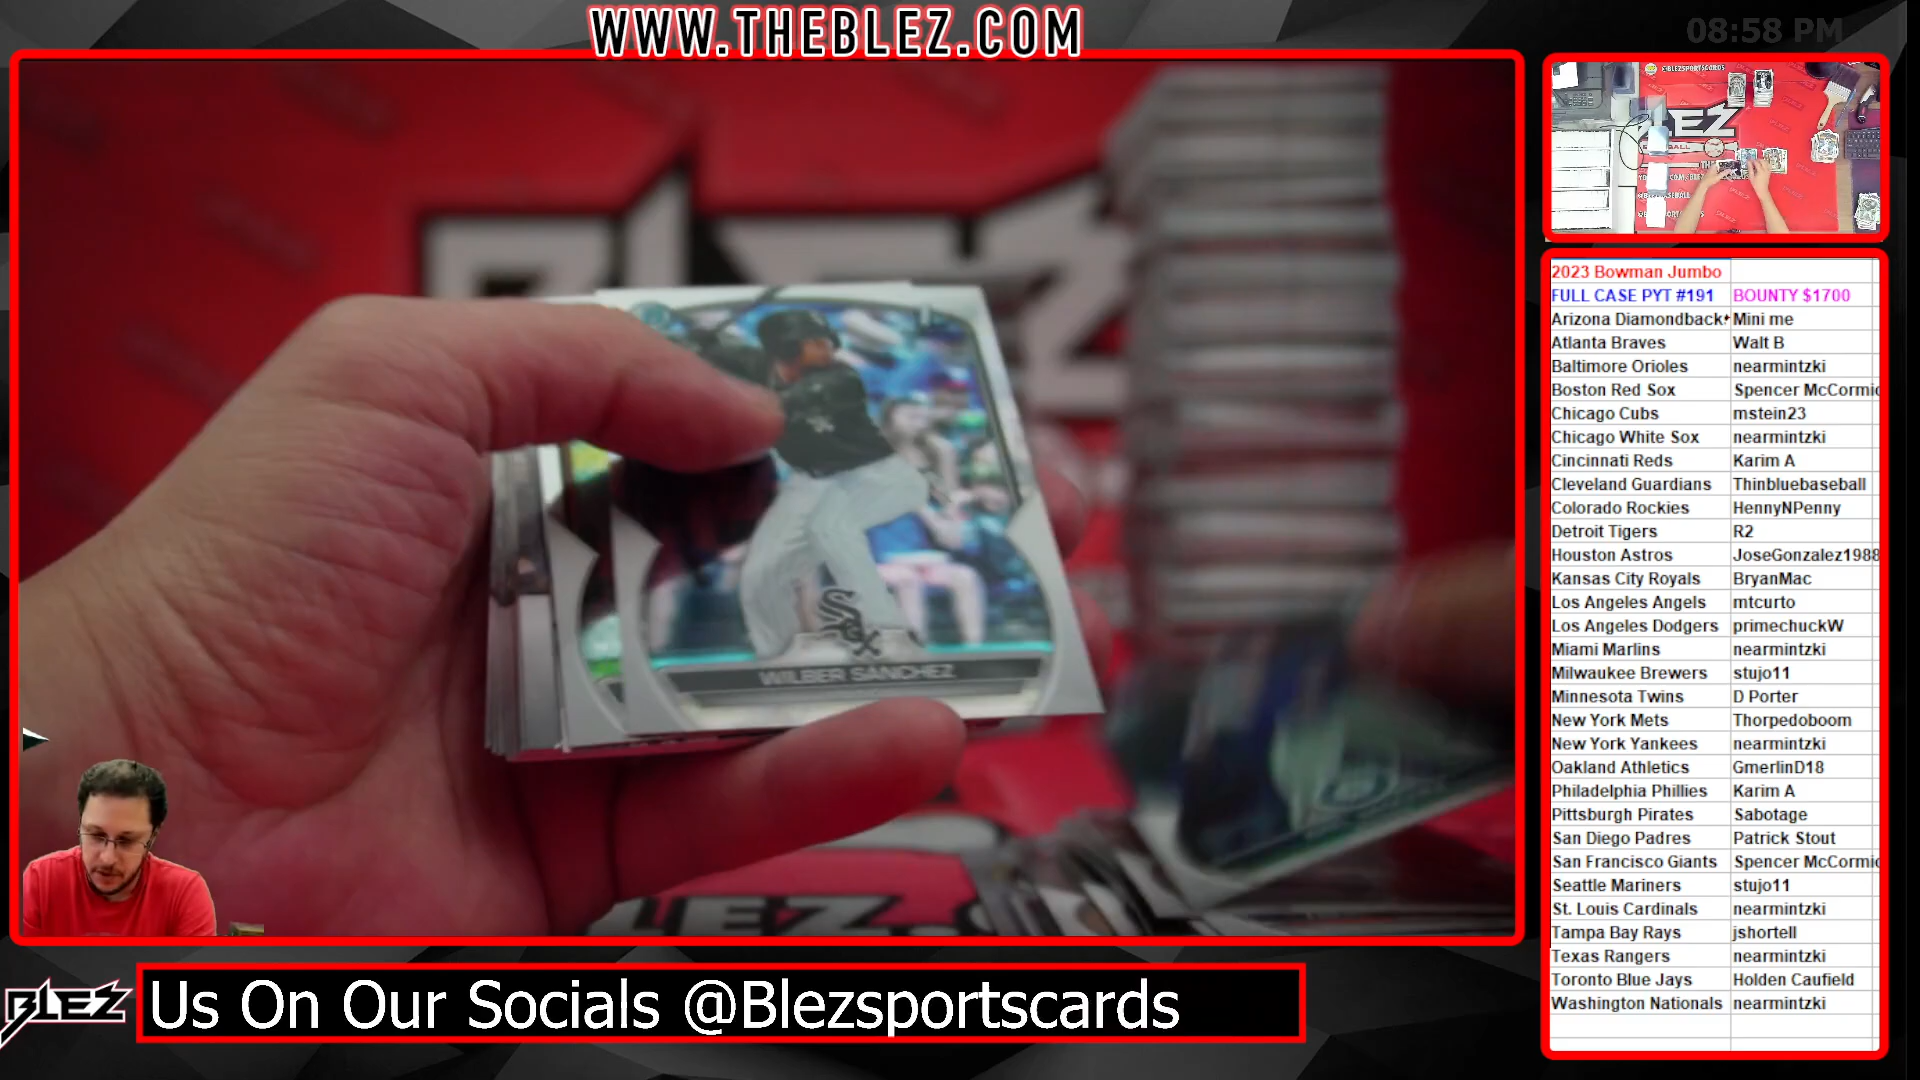 WWW.THEBLEZ.COM
08:58 PM
@BLEZSPORTSCARDS
BLEZ
WILBER SÁNCHEZ
Sox
2023 Bowman Jumbo
FULL CASE PYT #191 BOUNTY $1700
Arizona Diamondback Mini me
Atlanta Braves Walt B
Baltimore Orioles nearmintzki
Boston Red Sox Spencer McCormic
Chicago Cubs mstein23
Chicago White Sox nearmintzki
Cincinnati Reds Karim A
Cleveland Guardians Thinbluebaseball
Colorado Rockies HennyNPenny
Detroit Tigers R2
Houston Astros JoseGonzalez1988
Kansas City Royals BryanMac
Los Angeles Angels mtcurto
Los Angeles Dodgers primechuckW
Miami Marlins nearmintzki
Milwaukee Brewers stujo11
Minnesota Twins D Porter
New York Mets Thorpedoboom
New York Yankees nearmintzki
Oakland Athletics GmerlinD18
Philadelphia Phillies Karim A
Pittsburgh Pirates Sabotage
San Diego Padres Patrick Stout
San Francisco Giants Spencer McCormic
Seattle Mariners stujo11
St. Louis Cardinals nearmintzki
Tampa Bay Rays jshortell
Texas Rangers nearmintzki
Toronto Blue Jays Holden Caufield
Washington Nationals nearmintzki
BLEZ
Us On Our Socials @Blezsportscards